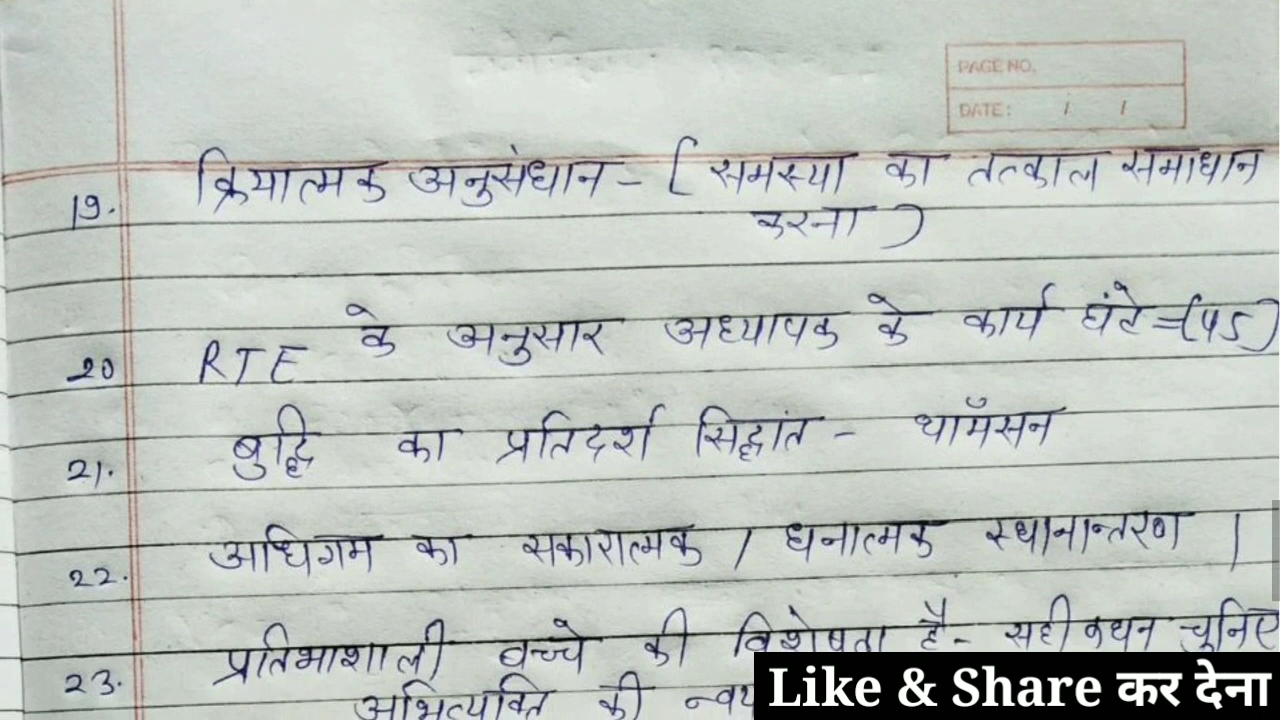 PAGE NO.
DATE: / /
19. क्रियात्मक अनुसंधान - ( समस्या का तत्काल समाधान
करना )
20 RTE के अनुसार अध्यापक के कार्य घंटे = (45)
21. बुद्धि का प्रतिदर्श सिद्धांत - थॉमसन
22. अधिगम का सकारात्मक / धनात्मक स्थानान्तरण |
23. प्रतिभाशाली बच्चे की विशेषता है - सही कथन चुनिए
अभिव्यक्ति की
Like & Share कर देना